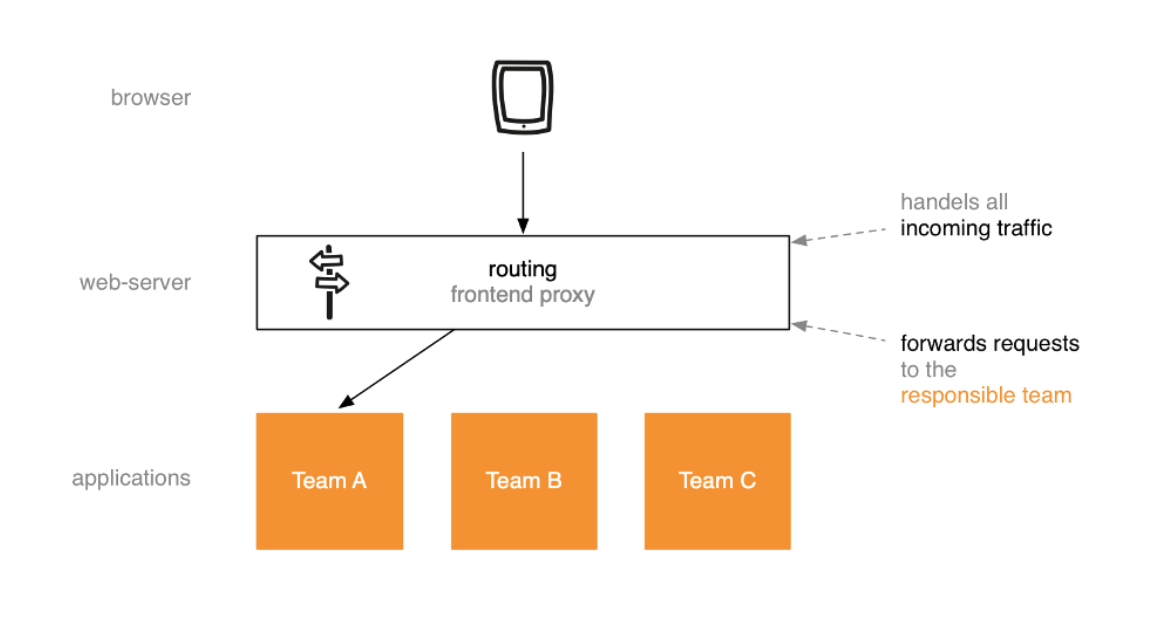 browser
handels all
incoming traffic
web-server
routing
frontend proxy
forwards requests
to the
responsible team
applications
Team A
Team B
Team C